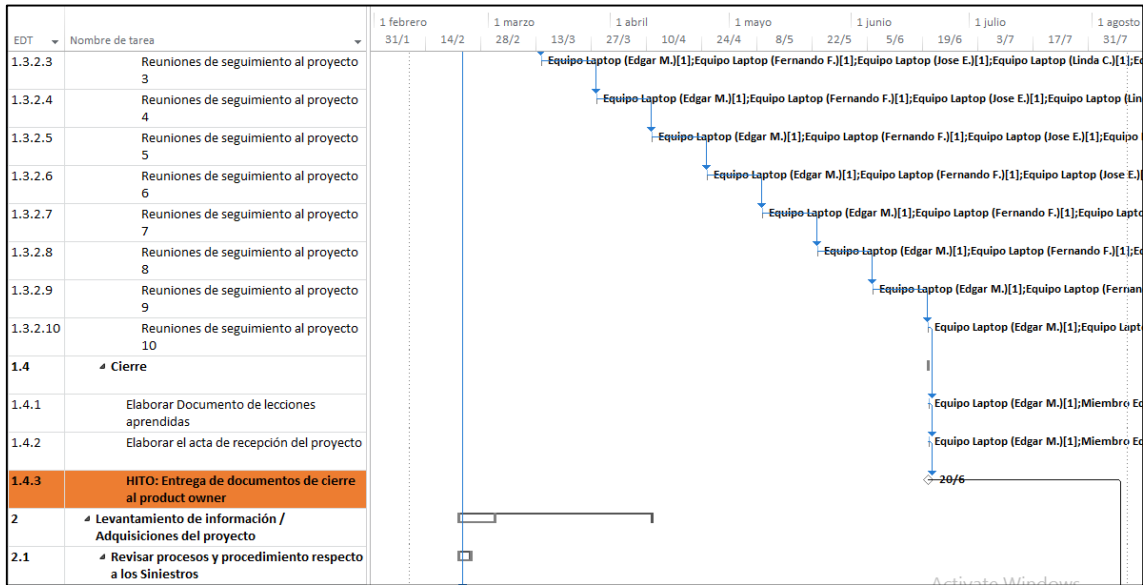 1 febrero 1 marzo 1 abril 1 mayo 1 junio 1 julio 1 agosto
EDT Nombre de tarea 31/1 14/2 28/2 13/3 27/3 10/4 24/4 8/5 22/5 5/6 19/6 3/7 17/7 31/7
1.3.2.3 Reuniones de seguimiento al proyecto Equipo Laptop (Edgar M.)[1];Equipo Laptop (Fernando F.)[1];Equipo Laptop (Jose E.)[1];Equipo Laptop (Linda C.)[1];Ec
3
1.3.2.4 Reuniones de seguimiento al proyecto Equipo Laptop (Edgar M.)[1];Equipo Laptop (Fernando F.)[1];Equipo Laptop (Jose E.)[1];Equipo Laptop (Lin
4
1.3.2.5 Reuniones de seguimiento al proyecto Equipo Laptop (Edgar M.)[1];Equipo Laptop (Fernando F.)[1];Equipo Laptop (Jose E.)[1];Equipo
5
1.3.2.6 Reuniones de seguimiento al proyecto Equipo Laptop (Edgar M.)[1];Equipo Laptop (Fernando F.)[1];Equipo Laptop (Jose E.)[
6
1.3.2.7 Reuniones de seguimiento al proyecto Equipo Laptop (Edgar M.)[1];Equipo Laptop (Fernando F.)[1];Equipo Lapto
7
1.3.2.8 Reuniones de seguimiento al proyecto Equipo Laptop (Edgar M.)[1];Equipo Laptop (Fernando F.)[1];Ec
8
1.3.2.9 Reuniones de seguimiento al proyecto Equipo Laptop (Edgar M.)[1];Equipo Laptop (Fernan
9
1.3.2.10 Reuniones de seguimiento al proyecto Equipo Laptop (Edgar M.)[1];Equipo Lapt
10
1.4 Cierre
1.4.1 Elaborar Documento de lecciones Equipo Laptop (Edgar M.)[1];Miembro Ec
aprendidas
1.4.2 Elaborar el acta de recepción del proyecto Equipo Laptop (Edgar M.)[1];Miembro Ec
1.4.3 HITO: Entrega de documentos de cierre 20/6
al product owner
2 Levantamiento de información /
Adquisiciones del proyecto
2.1 Revisar procesos y procedimiento respecto
a los Siniestros
Activate Windows